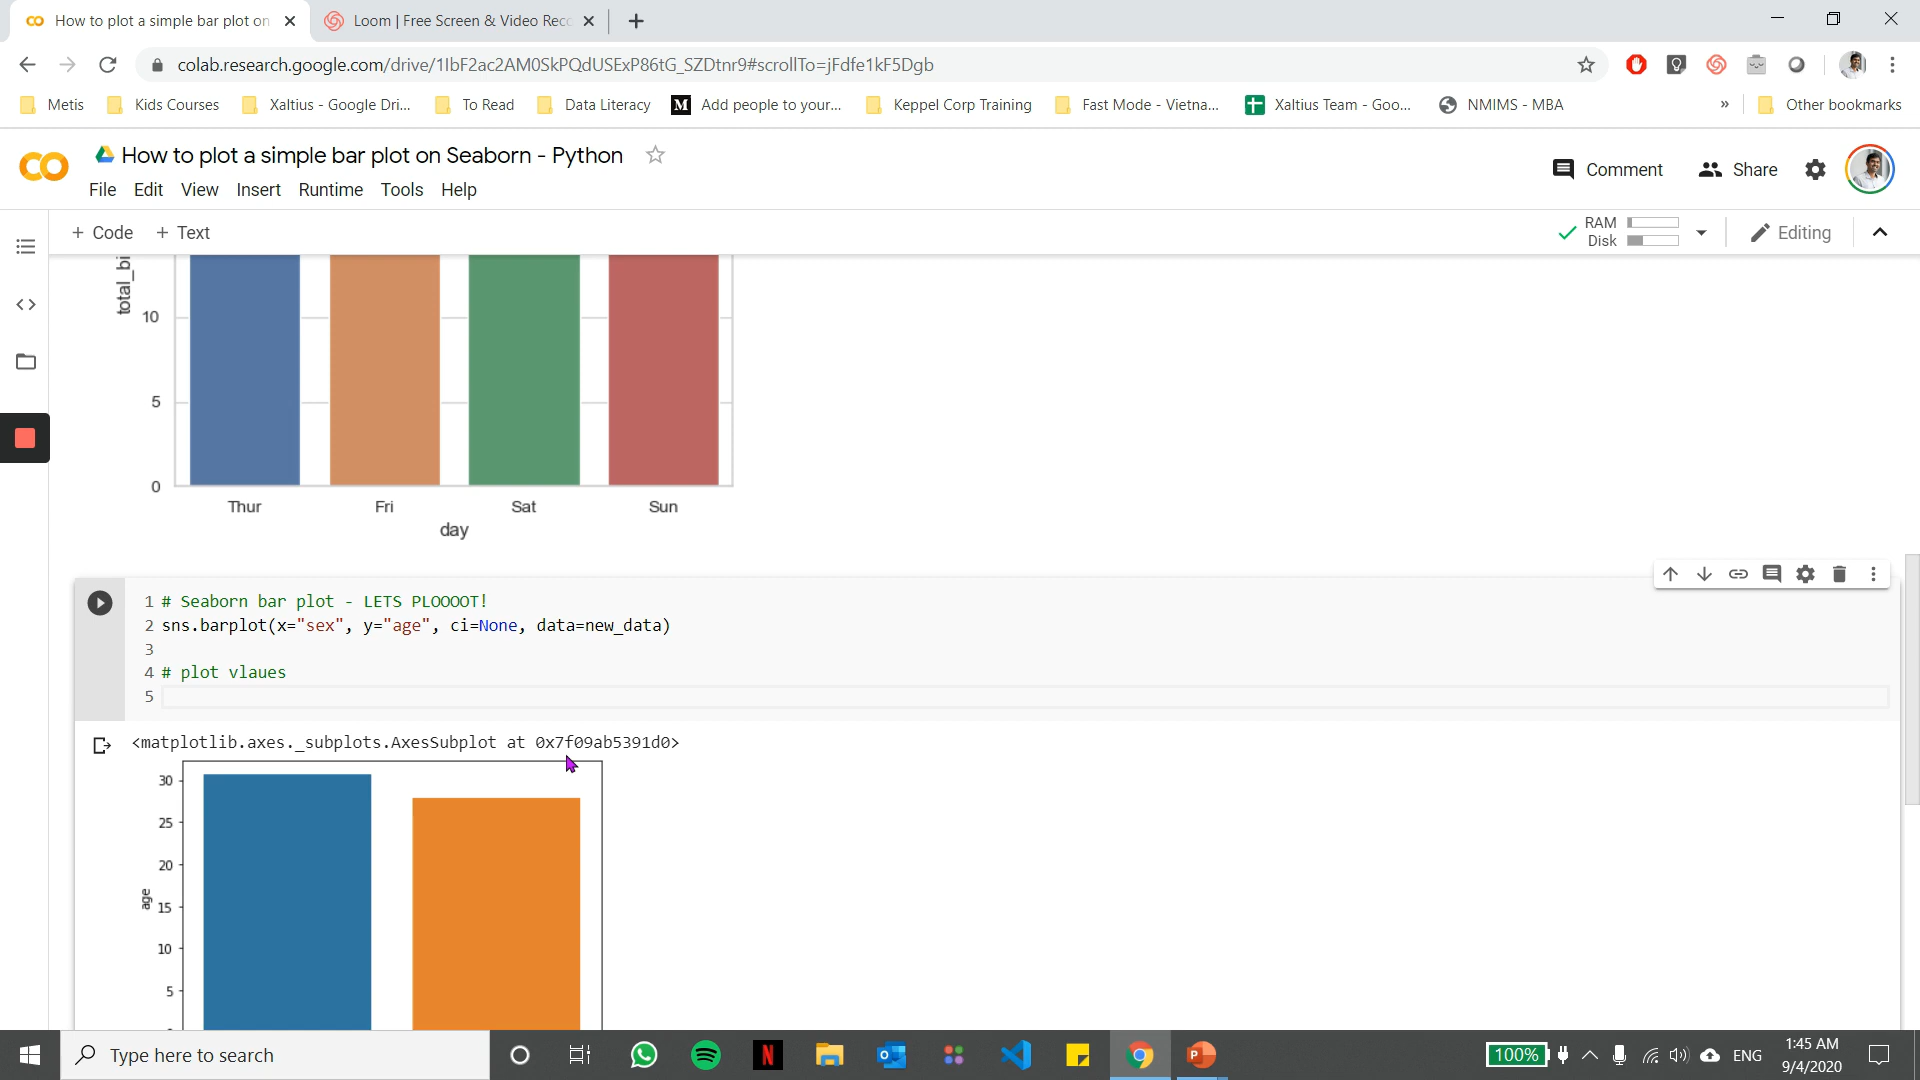 How to plot a simple bar plot on
Loom | Free Screen & Video Rec
colab.research.google.com/drive/1IbF2ac2AM0SkPQdUSExP86tG_SZDtnr9#scrollTo=jFdfe1kF5Dgb
Metis
Kids Courses
Xaltius - Google Dri...
To Read
Data Literacy
M Add people to your...
Keppel Corp Training
Fast Mode - Vietna...
Xaltius Team - Goo...
NMIMS - MBA
»
Other bookmarks
CO
How to plot a simple bar plot on Seaborn - Python
Comment
Share
File Edit View Insert Runtime Tools Help
+ Code + Text
RAM
Disk
Editing
total_bi
10
5
0
Thur Fri Sat Sun
day
1 # Seaborn bar plot - LETS PLOOOOT!
2 sns.barplot(x="sex", y="age", ci=None, data=new_data)
3
4 # plot vlaues
5
<matplotlib.axes._subplots.AxesSubplot at 0x7f09ab5391d0>
30
25
20
age
15
10
5
Type here to search
100%
ENG
1:45 AM
9/4/2020